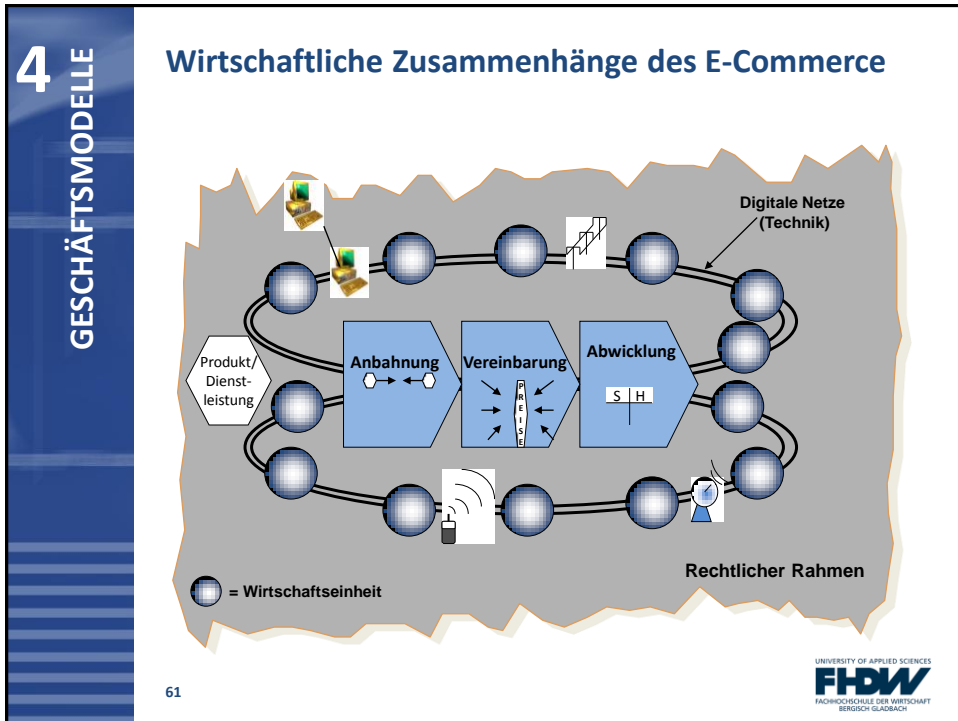 4
GESCHÄFTSMODELLE
Wirtschaftliche Zusammenhänge des E-Commerce
Digitale Netze
(Technik)
Produkt/
Dienst-
leistung
Anbahnung
Vereinbarung
P
R
E
I
S
E
Abwicklung
S H
Rechtlicher Rahmen
= Wirtschaftseinheit
61
UNIVERSITY OF APPLIED SCIENCES
FHDW
FACHHOCHSCHULE DER WIRTSCHAFT
BERGISCH GLADBACH